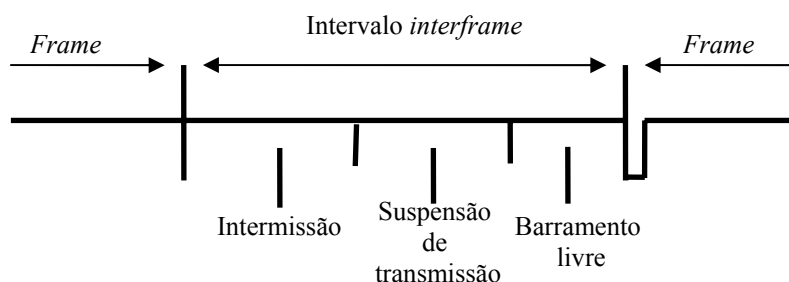 Intervalo interframe
Frame
Frame
Intermissão
Suspensão
de
transmissão
Barramento
livre